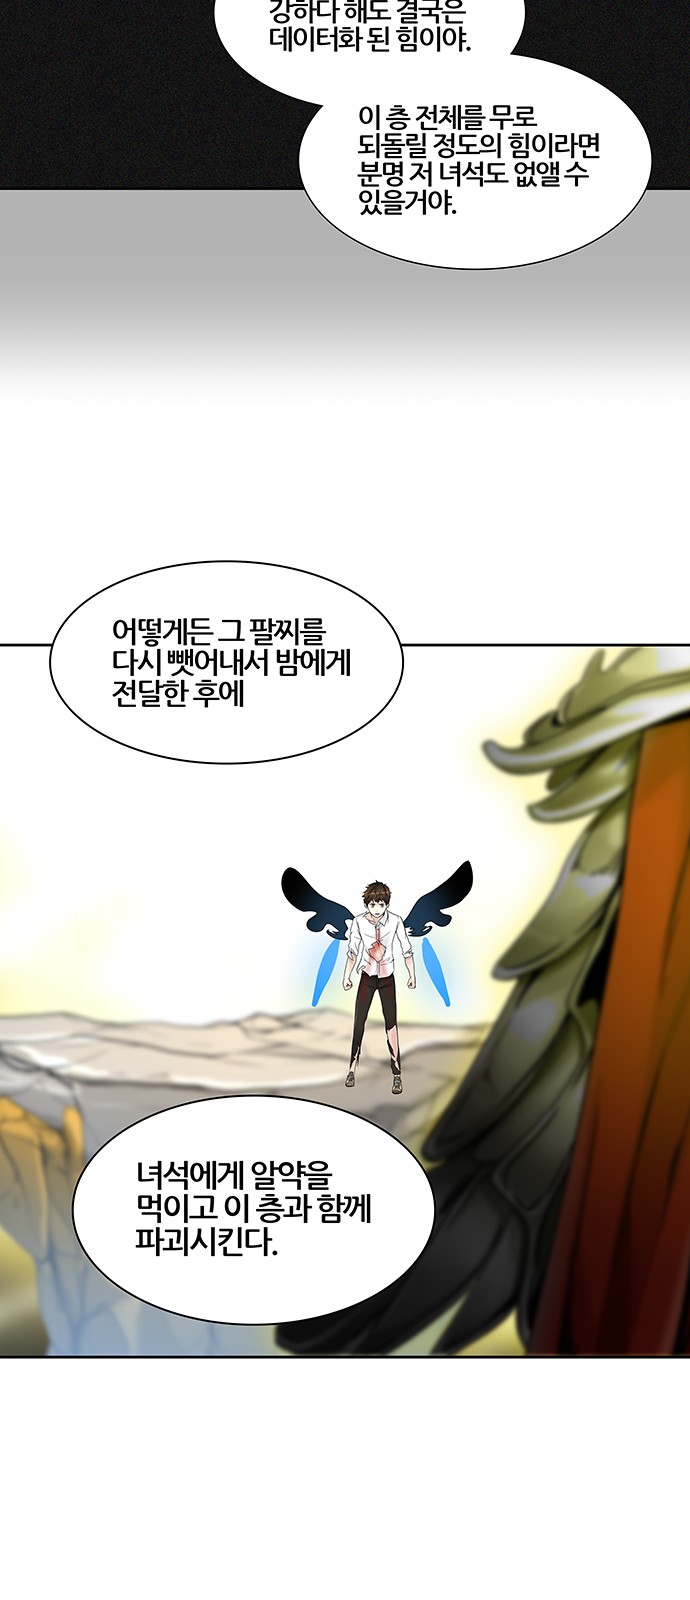 강하다 해도 결국은
데이터화 된 힘이야.
이 층 전체를 무로
되돌릴 정도의 힘이라면
분명 저 녀석도 없앨 수
있을거야.
어떻게든 그 팔찌를
다시 뺏어내서 밤에게
전달한 후에
녀석에게 알약을
먹이고 이 층과 함께
파괴시킨다.